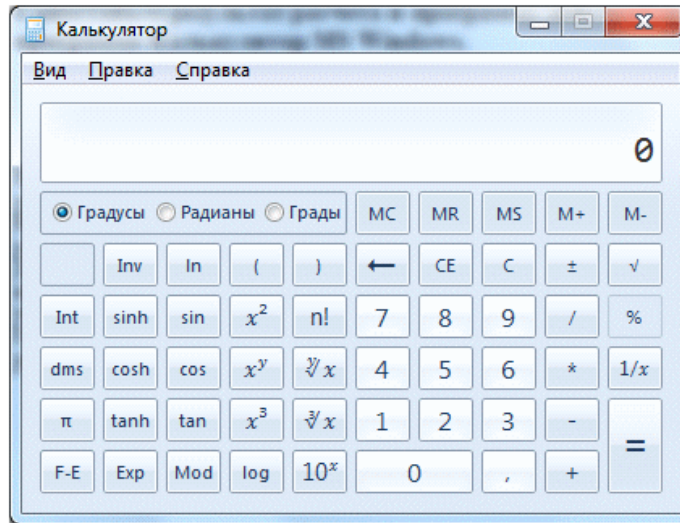 Калькулятор
Вид Правка Справка
0
Градусы Радианы Грады MC MR MS M+ M-
Inv ln ( ) ← CE C ± √
Int sinh sin x² n! 7 8 9 / %
dms cosh cos xʸ ʸ√x 4 5 6 * 1/x
π tanh tan x³ ³√x 1 2 3 - =
F-E Exp Mod log 10ˣ 0 , +